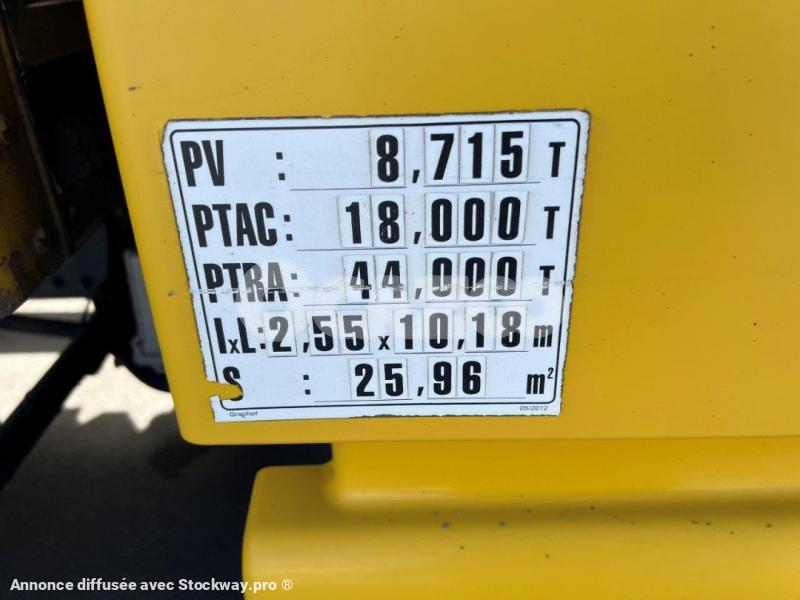 PV : 8,715 T
PTAC : 18,000 T
PTRA : 44,000 T
IxL : 2,55 x 10,18 m
S : 25,96 m²
Graphot 05/2012
Annonce diffusée avec Stockway.pro ®